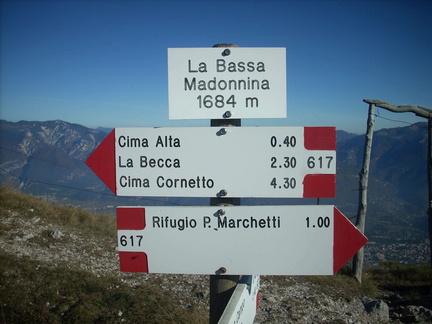 La Bassa
Madonnina
1684 m
Cima Alta 0.40
La Becca 2.30 617
Cima Cornetto 4.30
Rifugio P. Marchetti 1.00
617